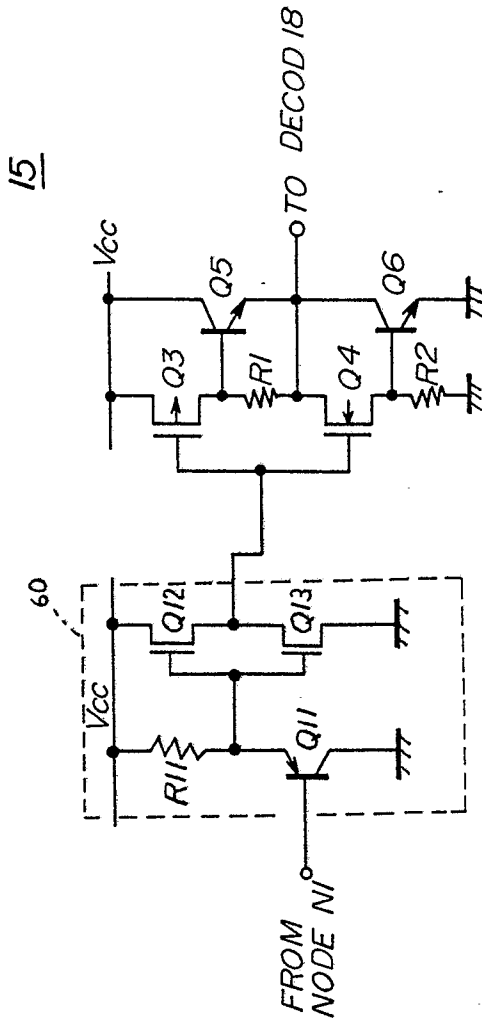 15
Vcc
Q3
Q5
R1
TO DECOD 18
Q4
Q6
R2
60
Vcc
Q12
R11
Q13
Q11
FROM
NODE N1